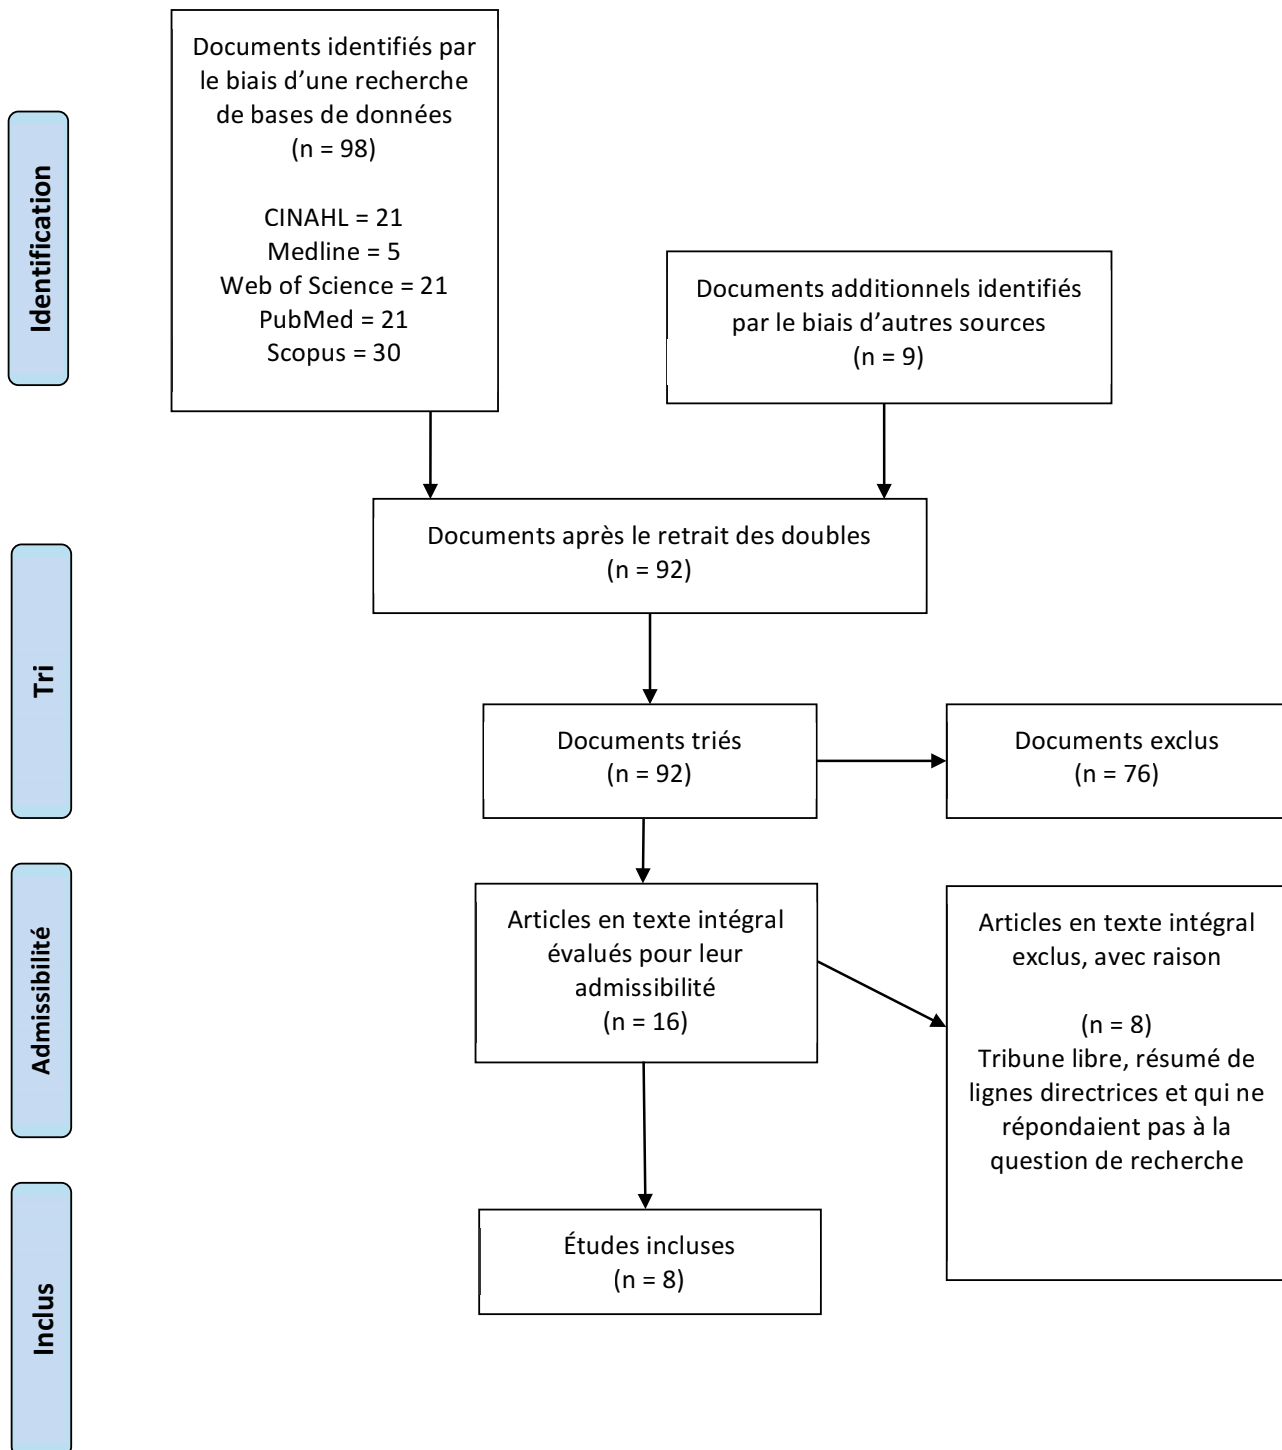 Identification
Documents identifiés par
le biais d’une recherche
de bases de données
(n = 98)
CINAHL = 21
Medline = 5
Web of Science = 21
PubMed = 21
Scopus = 30
Documents additionnels identifiés
par le biais d’autres sources
(n = 9)
Documents après le retrait des doubles
(n = 92)
Tri
Documents triés
(n = 92)
Documents exclus
(n = 76)
Admissibilité
Articles en texte intégral
évalués pour leur
admissibilité
(n = 16)
Articles en texte intégral
exclus, avec raison
(n = 8)
Tribune libre, résumé de
lignes directrices et qui ne
répondaient pas à la
question de recherche
Inclus
Études incluses
(n = 8)